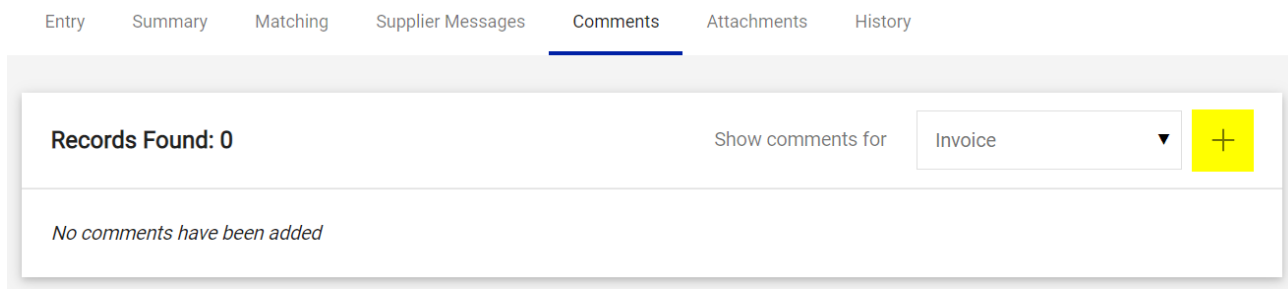 Entry Summary Matching Supplier Messages Comments Attachments History
Records Found: 0 Show comments for Invoice
No comments have been added